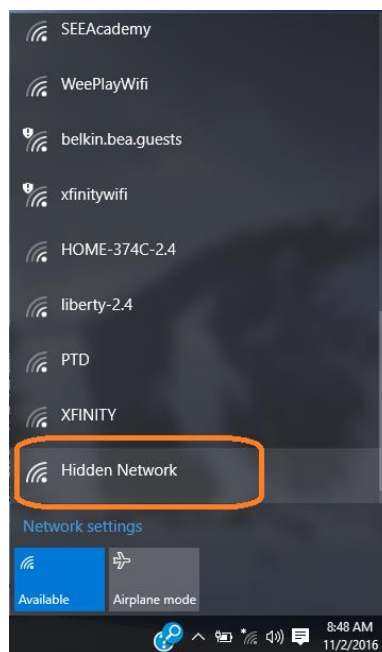 SEEAcademy
WeePlayWifi
belkin.bea.guests
xfinitywifi
HOME-374C-2.4
liberty-2.4
PTD
XFINITY
Hidden Network
Network settings
Available
Airplane mode
8:48 AM
11/2/2016